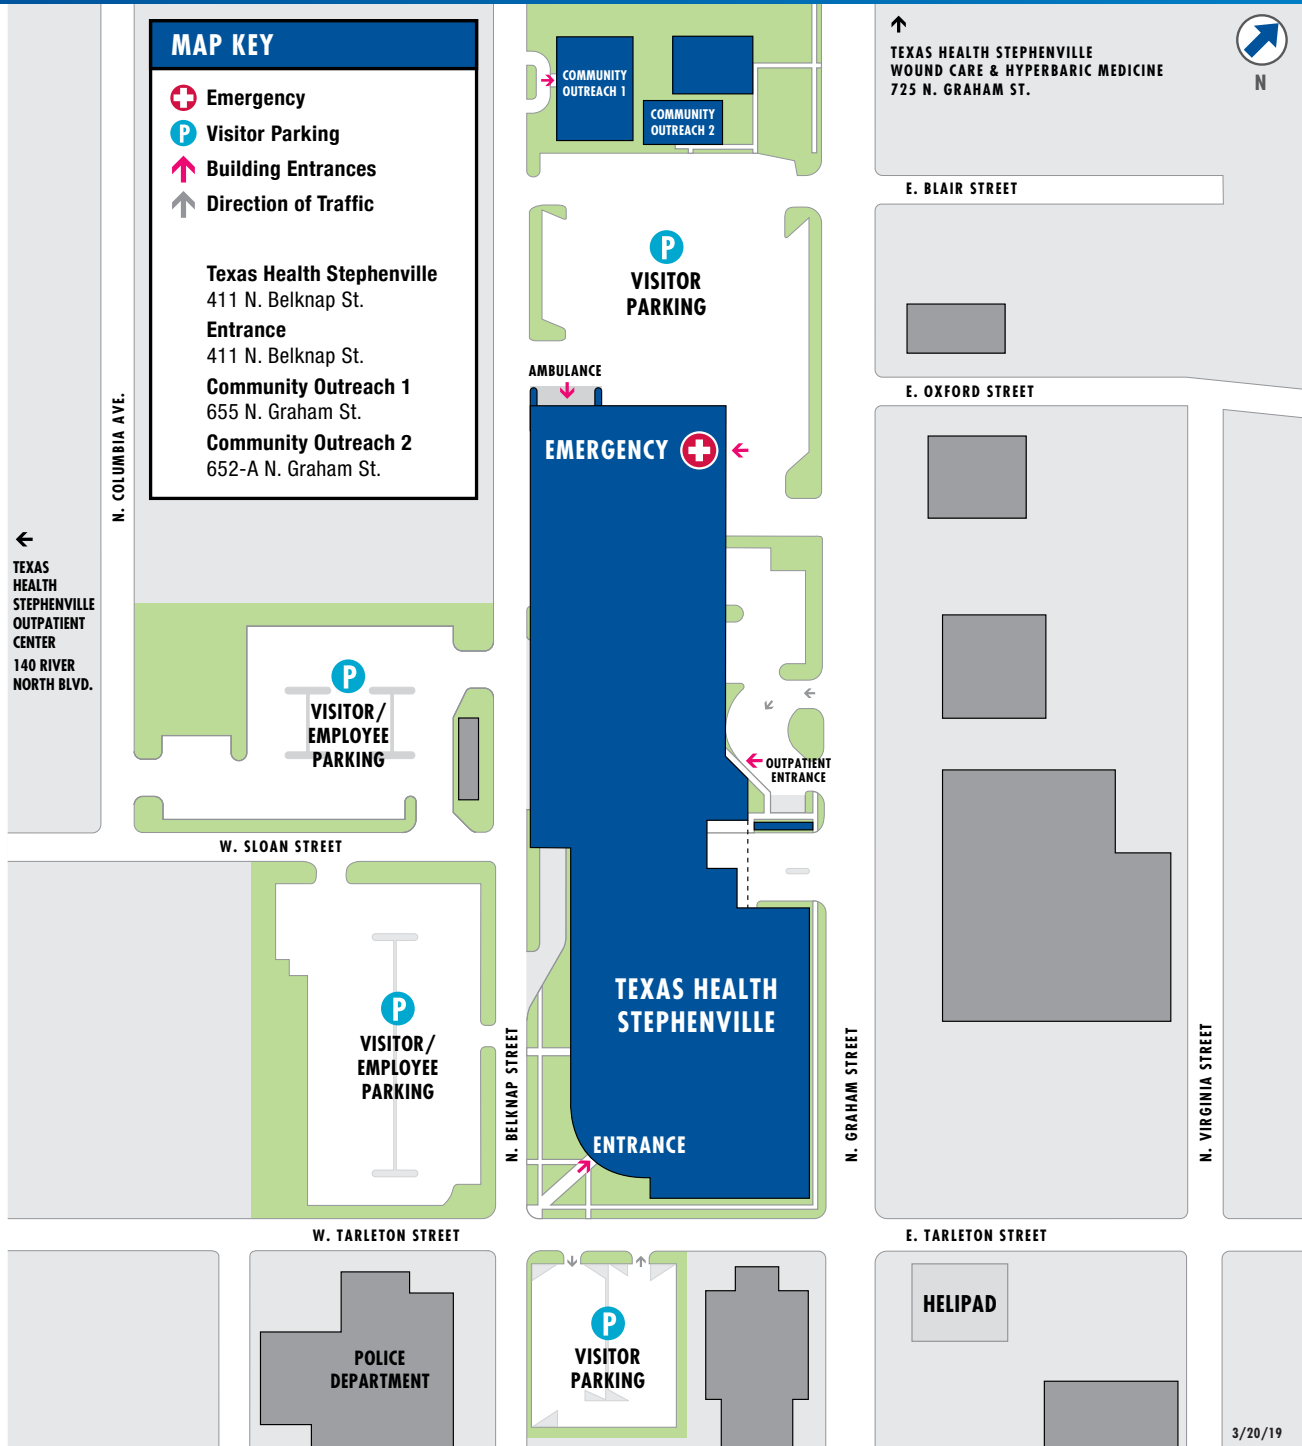 MAP KEY
Emergency
P
Visitor Parking
Building Entrances
Direction of Traffic
Texas Health Stephenville
411 N. Belknap St.
Entrance
411 N. Belknap St.
Community Outreach 1
655 N. Graham St.
Community Outreach 2
652-A N. Graham St.
COMMUNITY
OUTREACH 1
COMMUNITY
OUTREACH 2
TEXAS HEALTH STEPHENVILLE
WOUND CARE & HYPERBARIC MEDICINE
725 N. GRAHAM ST.
N
E. BLAIR STREET
P
VISITOR
PARKING
AMBULANCE
E. OXFORD STREET
EMERGENCY
N. COLUMBIA AVE.
TEXAS
HEALTH
STEPHENVILLE
OUTPATIENT
CENTER
140 RIVER
NORTH BLVD.
P
VISITOR/
EMPLOYEE
PARKING
OUTPATIENT
ENTRANCE
W. SLOAN STREET
TEXAS HEALTH
STEPHENVILLE
P
VISITOR/
EMPLOYEE
PARKING
N. BELKNAP STREET
N. GRAHAM STREET
N. VIRGINIA STREET
ENTRANCE
W. TARLETON STREET
E. TARLETON STREET
HELIPAD
P
VISITOR
PARKING
POLICE
DEPARTMENT
3/20/19